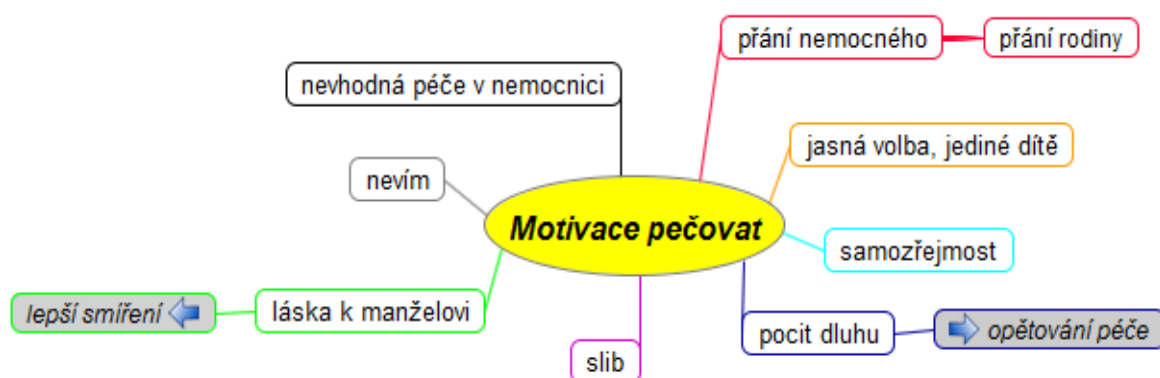 přání nemocného
přání rodiny
nevhodná péče v nemocnici
jasná volba, jediné dítě
nevím
Motivace pečovat
samozřejmost
lepší smíření
láska k manželovi
pocit dluhu
opětování péče
slib